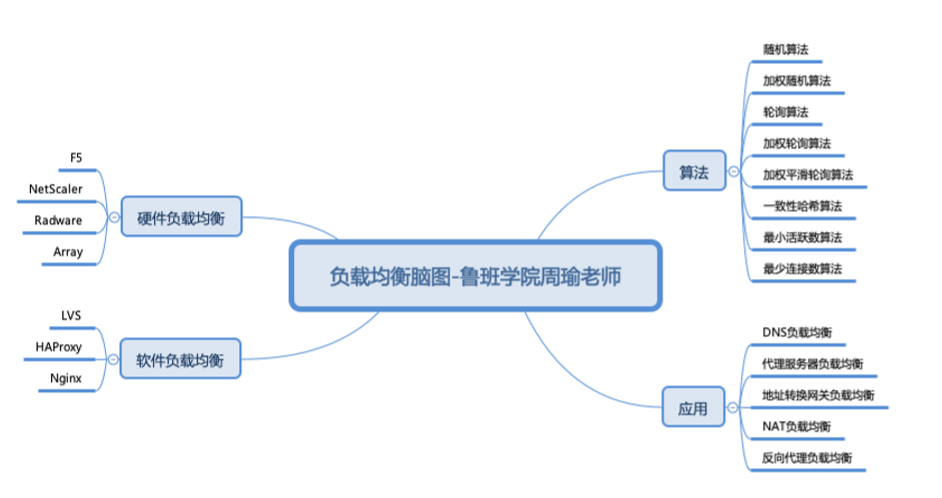 负载均衡脑图-鲁班学院周瑜老师
硬件负载均衡
F5
NetScaler
Radware
Array
软件负载均衡
LVS
HAProxy
Nginx
算法
随机算法
加权随机算法
轮询算法
加权轮询算法
加权平滑轮询算法
一致性哈希算法
最小活跃数算法
最少连接数算法
应用
DNS负载均衡
代理服务器负载均衡
地址转换网关负载均衡
NAT负载均衡
反向代理负载均衡